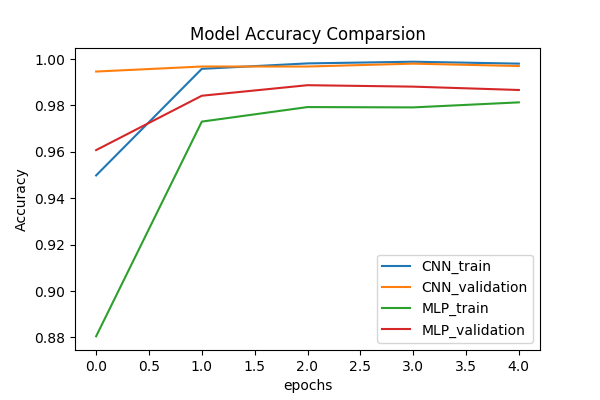 Model Accuracy Comparsion
1.00
0.98
0.96
0.94
0.92
0.90
0.88
Accuracy
CNN_train
CNN_validation
MLP_train
MLP_validation
0.0 0.5 1.0 1.5 2.0 2.5 3.0 3.5 4.0
epochs